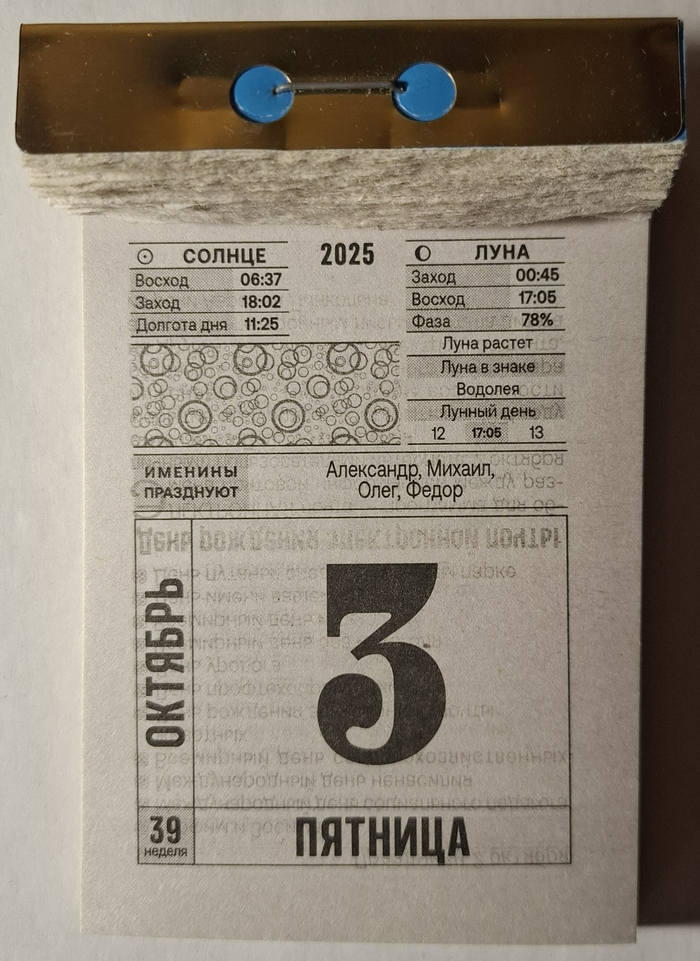 СОЛНЦЕ
Восход 06:37
Заход 18:02
Долгота дня 11:25
2025
ЛУНА
Заход 00:45
Восход 17:05
Фаза 78%
Луна растет
Луна в знаке
Водолея
Лунный день
12 17:05 13
ИМЕНИНЫ
ПРАЗДНУЮТ
Александр, Михаил,
Олег, Федор
ОКТЯБРЬ
3
39
неделя
ПЯТНИЦА